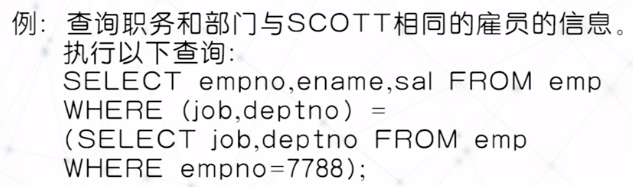 例：查询职务和部门与SCOTT相同的雇员的信息。
执行以下查询：
SELECT empno,ename,sal FROM emp
WHERE (job,deptno) =
(SELECT job,deptno FROM emp
WHERE empno=7788);